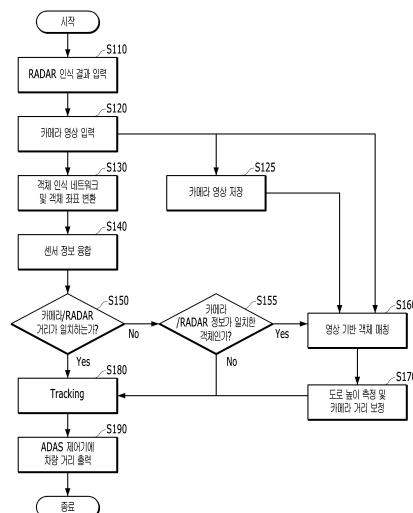 시작
S110
RADAR 인식 결과 입력
S120
카메라 영상 입력
S130
객체 인식 네트워크
및 객체 좌표 변환
S125
카메라 영상 저장
S140
센서 정보 융합
S150
카메라/RADAR
거리가 일치하는가?
Yes
No
S155
카메라
/RADAR 정보가 일치한
객체인가?
Yes
No
S160
영상 기반 객체 매칭
S170
도로 높이 측정 및
카메라 거리 보정
S180
Tracking
S190
ADAS 제어기에
차량 거리 출력
종료